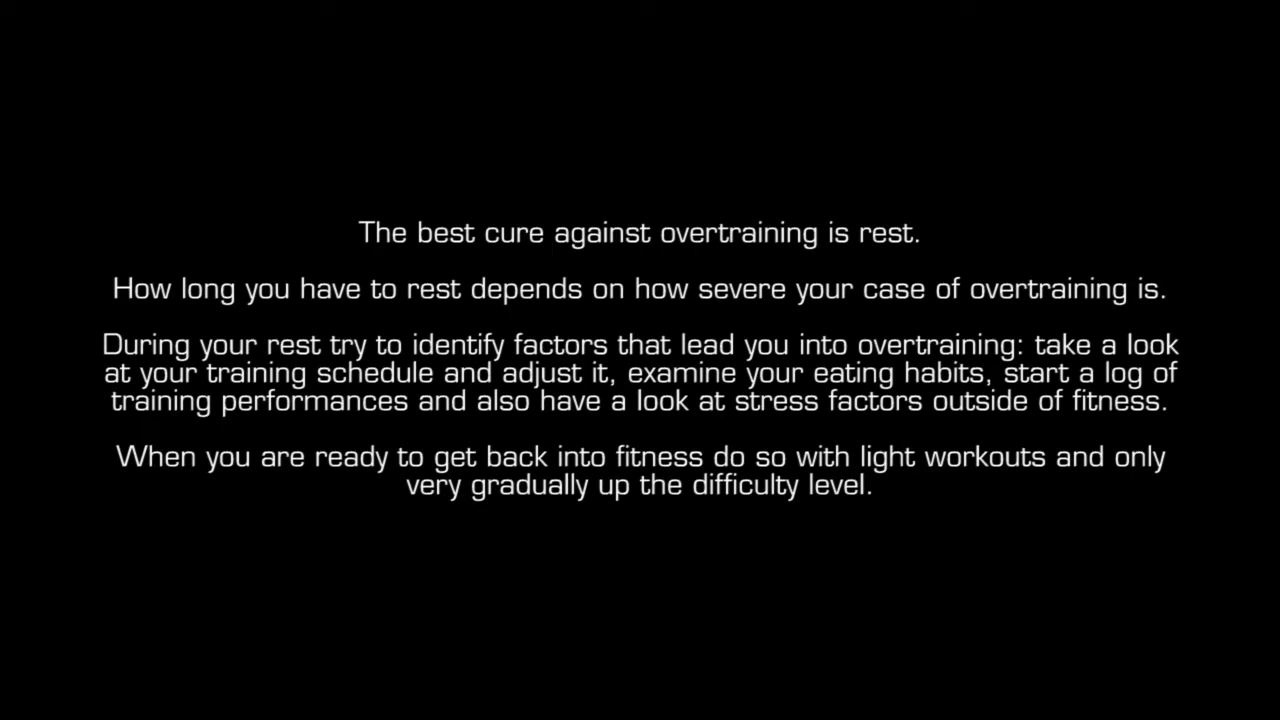 The best cure against overtraining is rest.
How long you have to rest depends on how severe your case of overtraining is.
During your rest try to identify factors that lead you into overtraining: take a look
at your training schedule and adjust it, examine your eating habits, start a log of
training performances and also have a look at stress factors outside of fitness.
When you are ready to get back into fitness do so with light workouts and only
very gradually up the difficulty level.